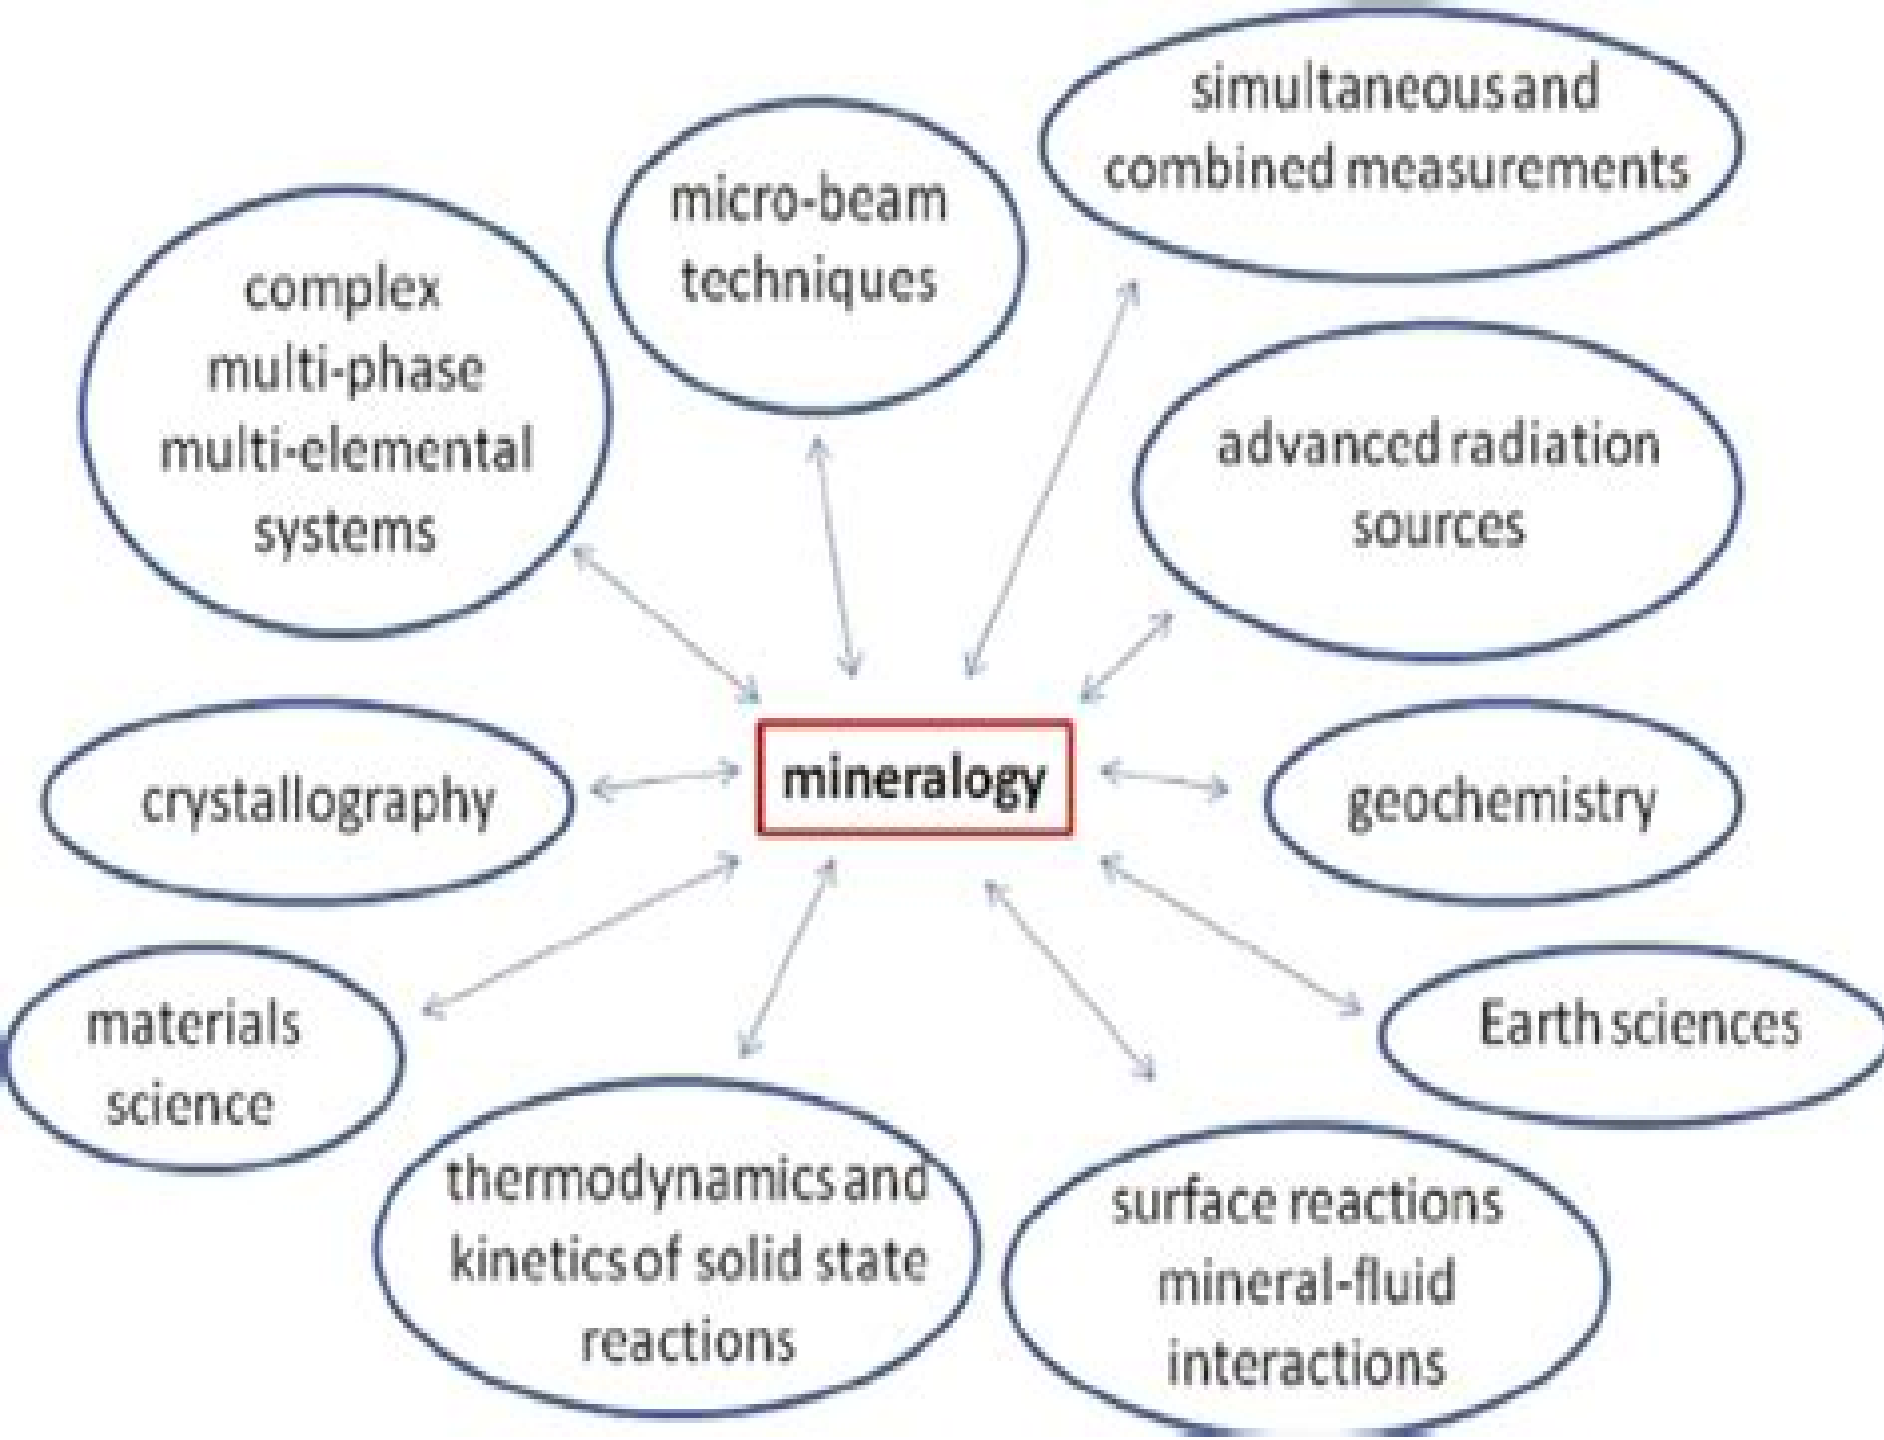 simultaneous and
combined measurements
micro-beam
techniques
complex
multi-phase
multi-elemental
systems
advanced radiation
sources
mineralogy
crystallography
geochemistry
materials
science
Earth sciences
thermodynamics and
kinetics of solid state
reactions
surface reactions
mineral-fluid
interactions